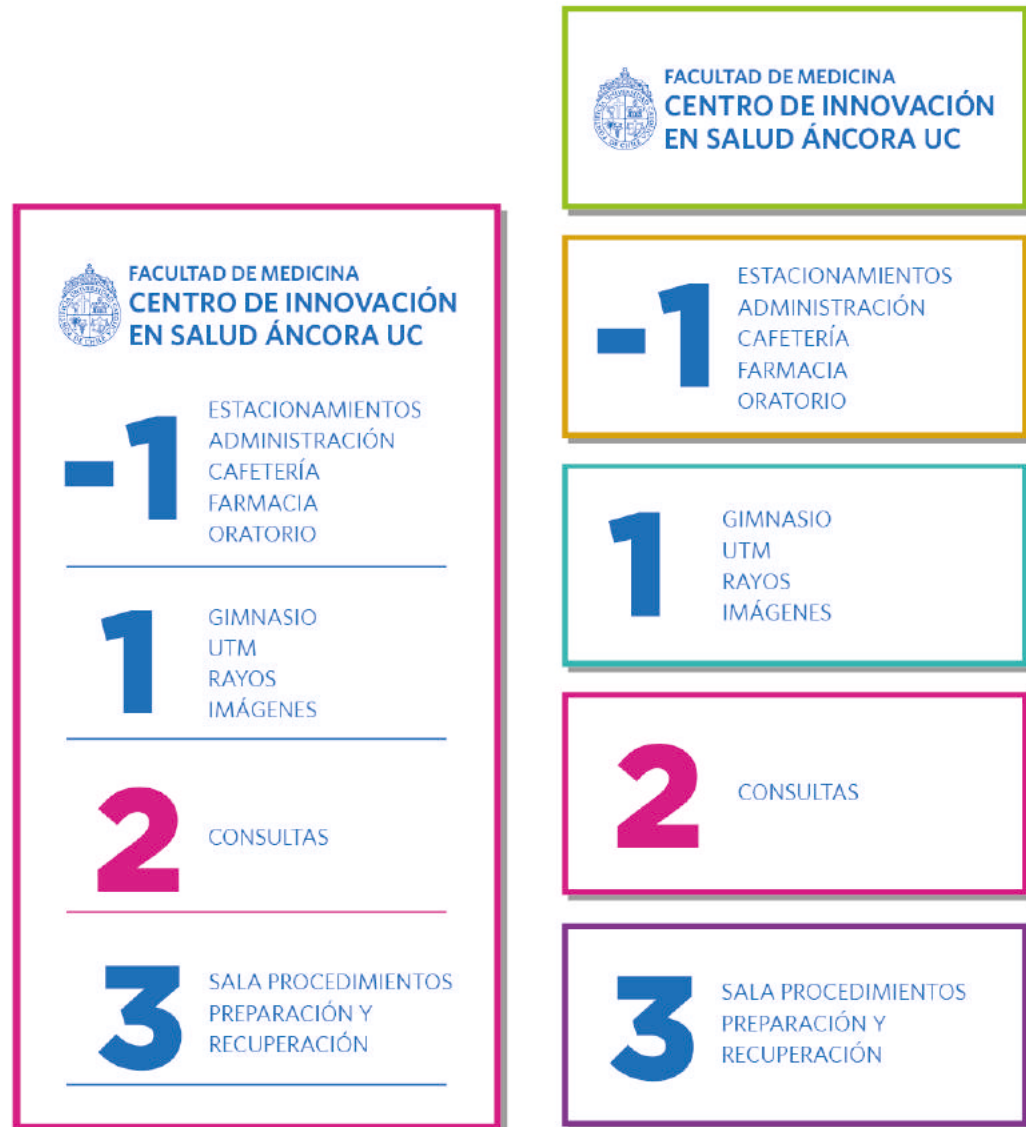 FACULTAD DE MEDICINA
CENTRO DE INNOVACIÓN
EN SALUD ÁNCORA UC
-1
ESTACIONAMIENTOS
ADMINISTRACIÓN
CAFETERÍA
FARMACIA
ORATORIO
1
GIMNASIO
UTM
RAYOS
IMÁGENES
2
CONSULTAS
3
SALA PROCEDIMIENTOS
PREPARACIÓN Y
RECUPERACIÓN
FACULTAD DE MEDICINA
CENTRO DE INNOVACIÓN
EN SALUD ÁNCORA UC
-1
ESTACIONAMIENTOS
ADMINISTRACIÓN
CAFETERÍA
FARMACIA
ORATORIO
1
GIMNASIO
UTM
RAYOS
IMÁGENES
2
CONSULTAS
3
SALA PROCEDIMIENTOS
PREPARACIÓN Y
RECUPERACIÓN